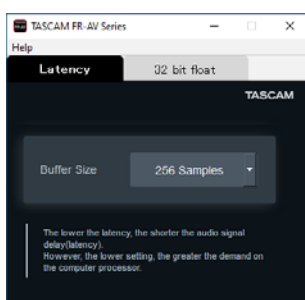 TASCAM FR-AV Series
Help
Latency 32 bit float
TASCAM
Buffer Size 256 Samples
The lower the latency, the shorter the audio signal
delay(latency).
However, the lower setting, the greater the demand on
the computer processor.